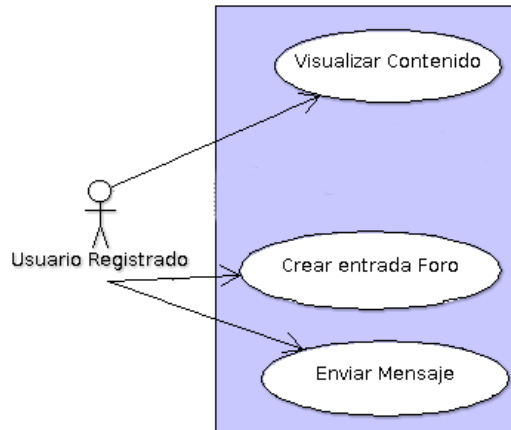 Visualizar Contenido
Usuario Registrado
Crear entrada Foro
Enviar Mensaje